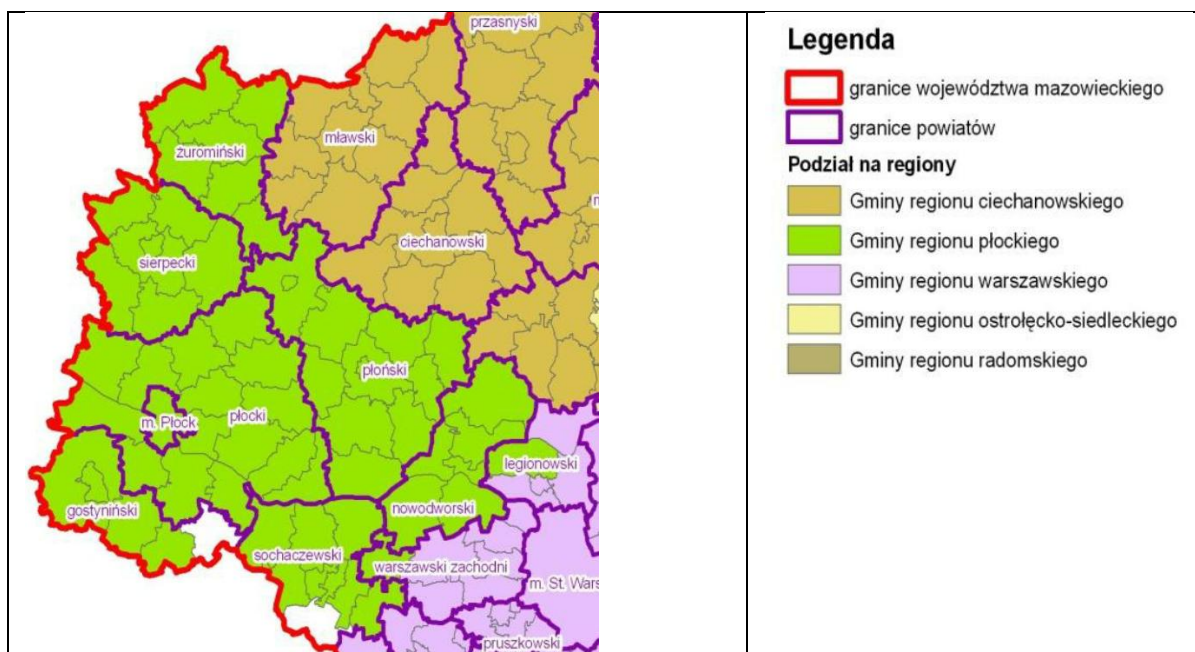 przasnyski
żuromiński
mławski
ciechanowski
sierpecki
płoński
m. Płock
płocki
legionowski
gostyniński
nowodworski
sochaczewski
warszawski zachodni
m. St. Wars
pruszkowski
Legenda
granice województwa mazowieckiego
granice powiatów
Podział na regiony
Gminy regionu ciechanowskiego
Gminy regionu płockiego
Gminy regionu warszawskiego
Gminy regionu ostrołęcko-siedleckiego
Gminy regionu radomskiego